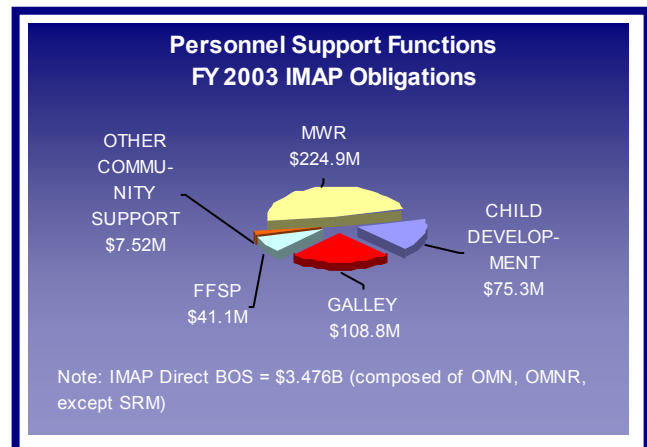 Personnel Support Functions
FY 2003 IMAP Obligations
MWR
$224.9M
OTHER
COMMU-
NITY
SUPPORT
$7.52M
CHILD
DEVELOP-
MENT
$75.3M
FFSP
$41.1M
GALLEY
$108.8M
Note: IMAP Direct BOS = $3.476B (composed of OMN, OMNR,
except SRM)